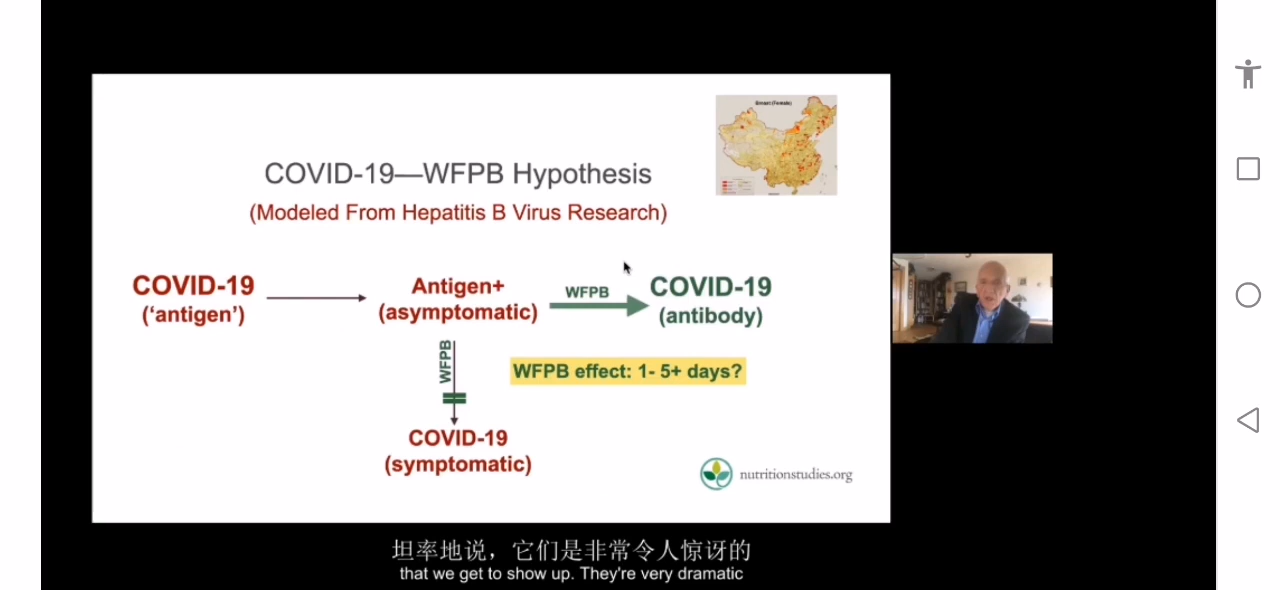 Breast (Female)
COVID-19—WFPB Hypothesis
(Modeled From Hepatitis B Virus Research)
COVID-19
('antigen')
Antigen+
(asymptomatic)
WFPB
COVID-19
(antibody)
WFPB
WFPB effect: 1- 5+ days?
COVID-19
(symptomatic)
nutritionstudies.org
坦率地说，它们是非常令人惊讶的
that we get to show up. They're very dramatic